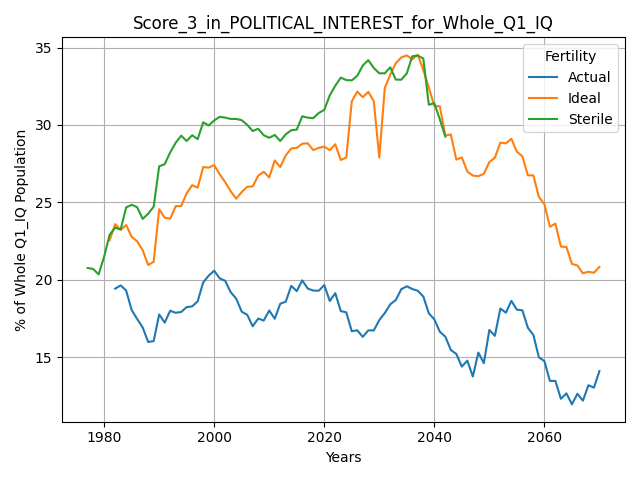 Score_3_in_POLITICAL_INTEREST_for_Whole_Q1_IQ
% of Whole Q1_IQ Population
35
30
25
20
15
1980 2000 2020 2040 2060
Years
Fertility
Actual
Ideal
Sterile